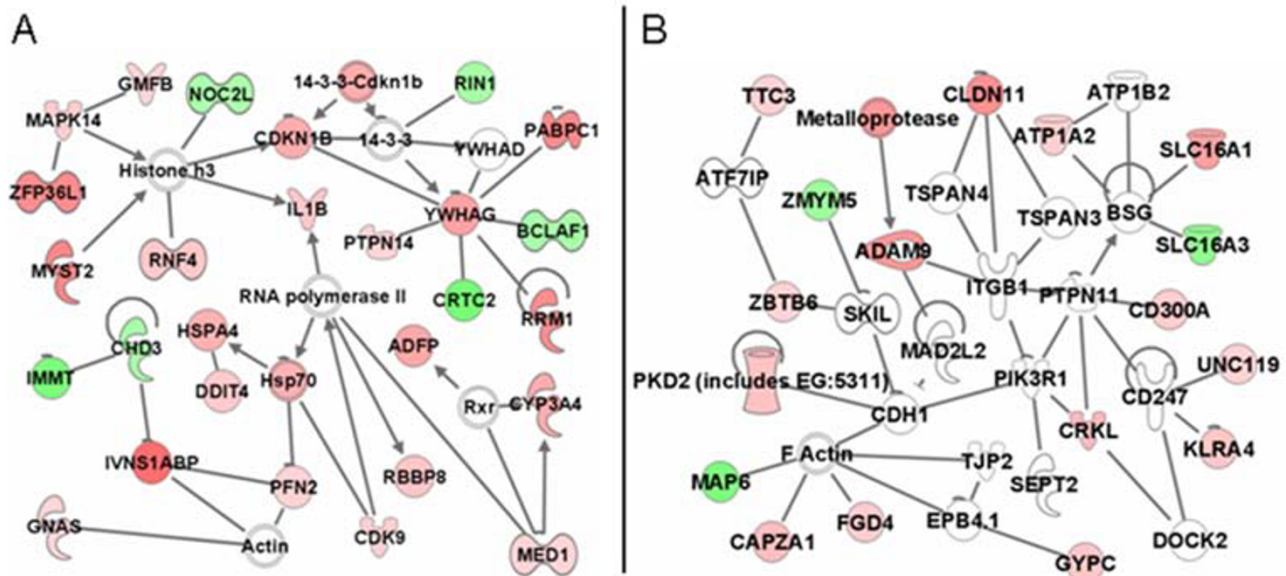 A
GMFB
NOC2L
14-3-3-Cdkn1b
RIN1
MAPK14
CDKN1B
14-3-3
YWHAD
PABPC1
Histone h3
ZFP36L1
IL1B
YWHAG
PTPN14
BCLAF1
MYST2
RNF4
RNA polymerase II
CRTC2
RRM1
HSPA4
ADFP
CHD3
IMMT
DDIT4
Hsp70
Rxr
CYP3A4
IVNS1ABP
PFN2
RBBP8
GNAS
Actin
CDK9
MED1
B
TTC3
Metalloprotease
CLDN11
ATP1B2
ATP1A2
SLC16A1
ATF7IP
ZMYM5
TSPAN4
TSPAN3
BSG
SLC16A3
ADAM9
ITGB1
PTPN11
ZBTB6
SKIL
CD300A
MAD2L2
PKD2 (includes EG:5311)
PIK3R1
UNC119
CDH1
CD247
CRKL
KLRA4
F Actin
TJP2
MAP6
SEPT2
FGD4
EPB4.1
CAPZA1
DOCK2
GYPC